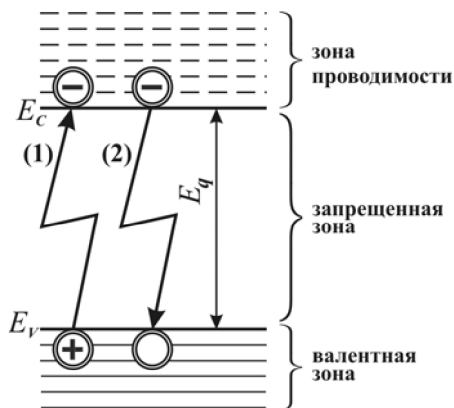 зона
проводимости
E_C
(1)
(2)
E_q
запрещенная
зона
E_V
валентная
зона